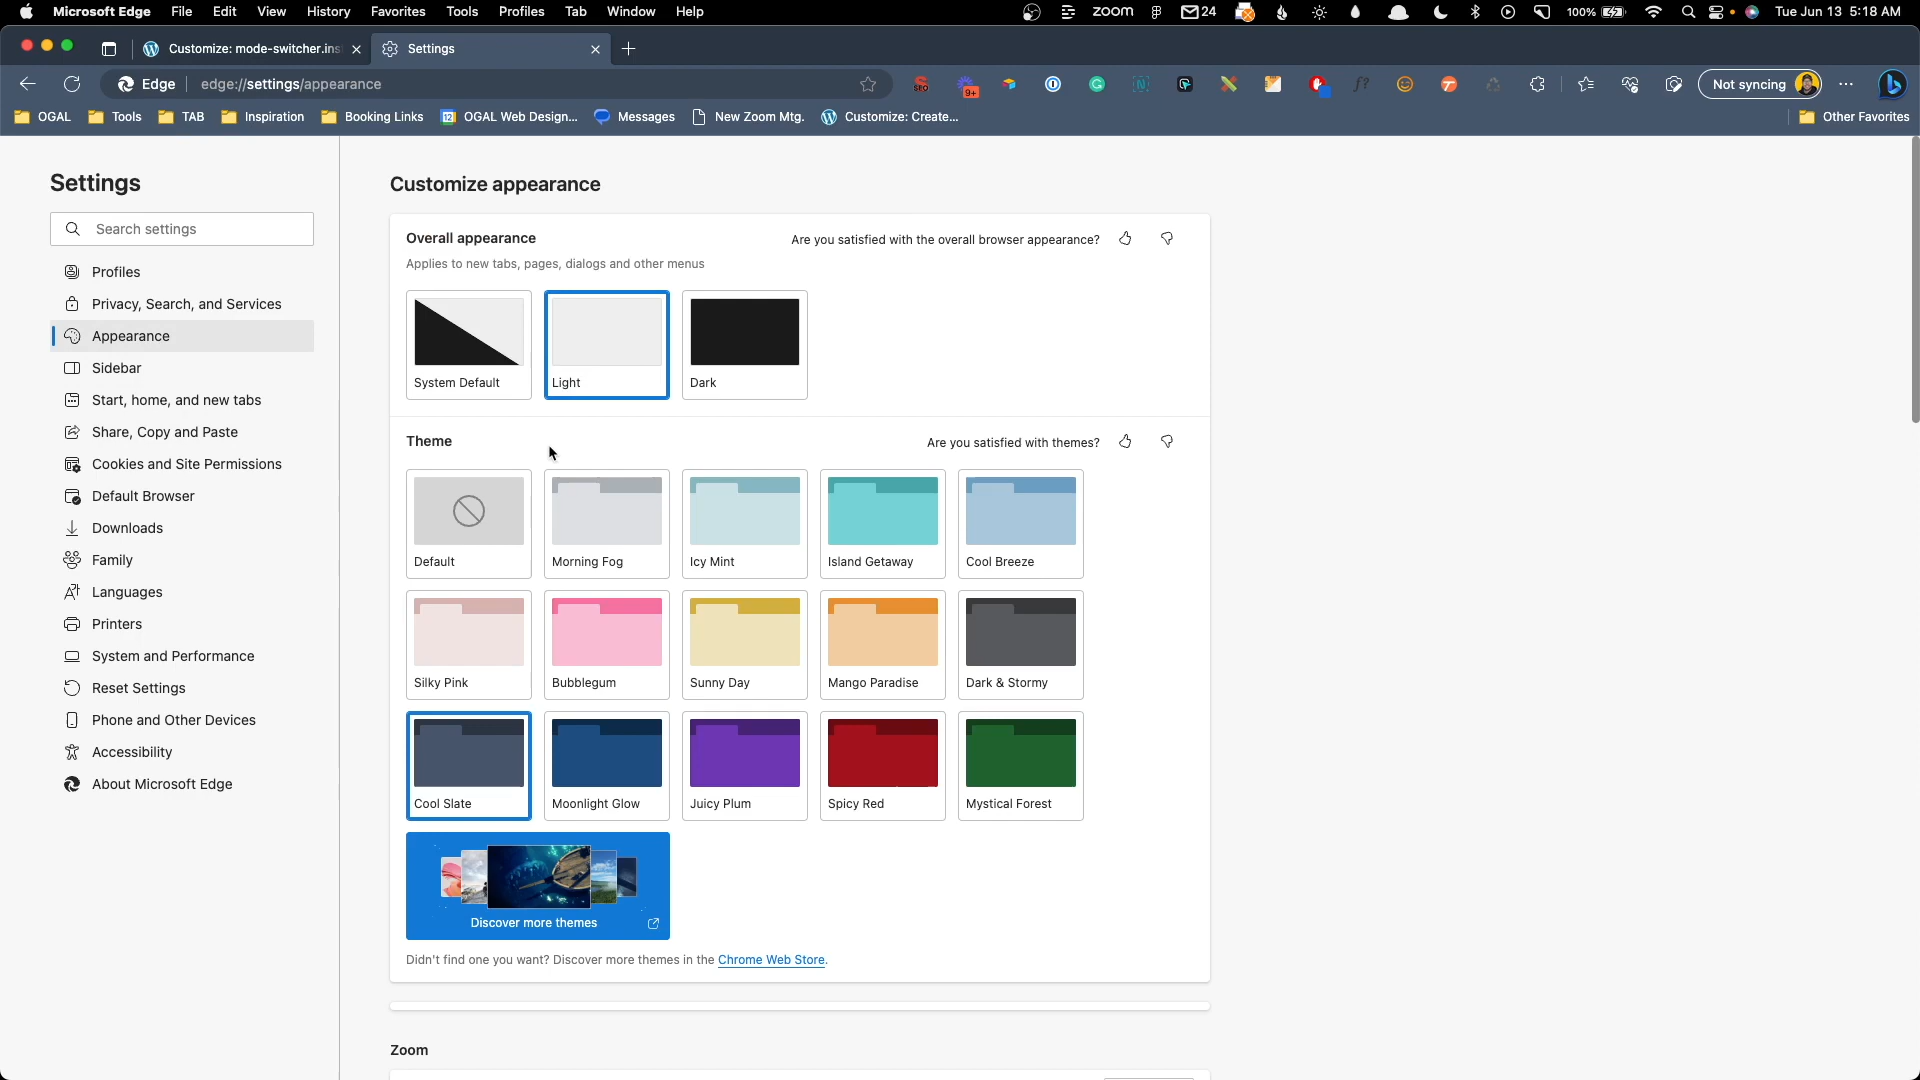 Microsoft Edge File Edit View History Favorites Tools Profiles Tab Window Help zoom 24 100% Tue Jun 13 5:18 AM
Customize: mode-switcher.ins Settings
Edge edge://settings/appearance SEO 9+ f? Not syncing
OGAL Tools TAB Inspiration Booking Links 12 OGAL Web Design... Messages New Zoom Mtg. Customize: Create... Other Favorites
Settings
Search settings
Profiles
Privacy, Search, and Services
Appearance
Sidebar
Start, home, and new tabs
Share, Copy and Paste
Cookies and Site Permissions
Default Browser
Downloads
Family
Languages
Printers
System and Performance
Reset Settings
Phone and Other Devices
Accessibility
About Microsoft Edge
Customize appearance
Overall appearance Are you satisfied with the overall browser appearance?
Applies to new tabs, pages, dialogs and other menus
System Default Light Dark
Theme Are you satisfied with themes?
Default Morning Fog Icy Mint Island Getaway Cool Breeze
Silky Pink Bubblegum Sunny Day Mango Paradise Dark & Stormy
Cool Slate Moonlight Glow Juicy Plum Spicy Red Mystical Forest
Discover more themes
Didn't find one you want? Discover more themes in the Chrome Web Store.
Zoom